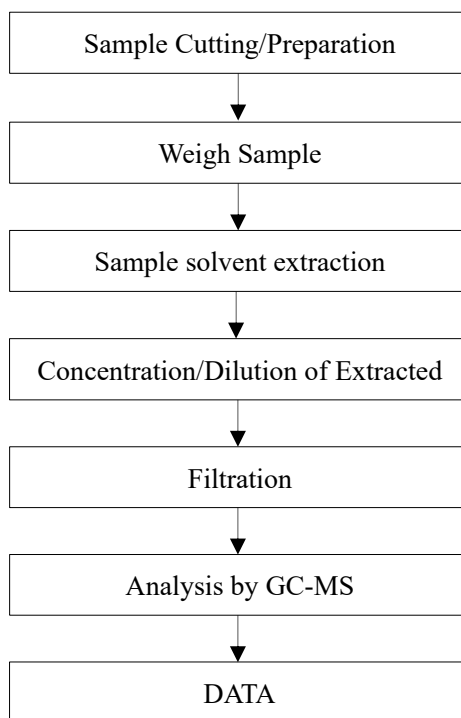 Sample Cutting/Preparation
Weigh Sample
Sample solvent extraction
Concentration/Dilution of Extracted
Filtration
Analysis by GC-MS
DATA